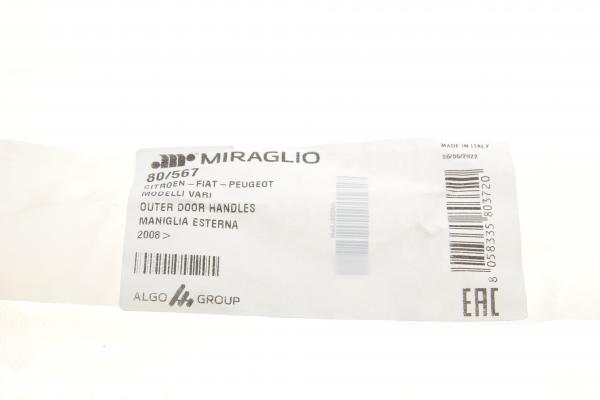 MIRAGLIO
80/567
CITROEN - FIAT - PEUGEOT
MODELLI VARI
OUTER DOOR HANDLES
MANIGLIA ESTERNA
2008 >
ALGO GROUP
MADE IN ITALY
8 058335 803720
EAC